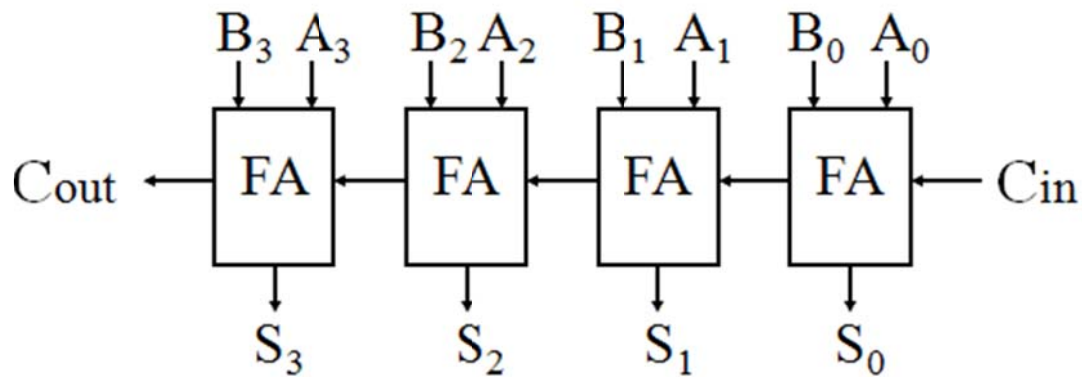 B₃ A₃ B₂ A₂ B₁ A₁ B₀ A₀
Cout FA FA FA FA Cin
S₃ S₂ S₁ S₀